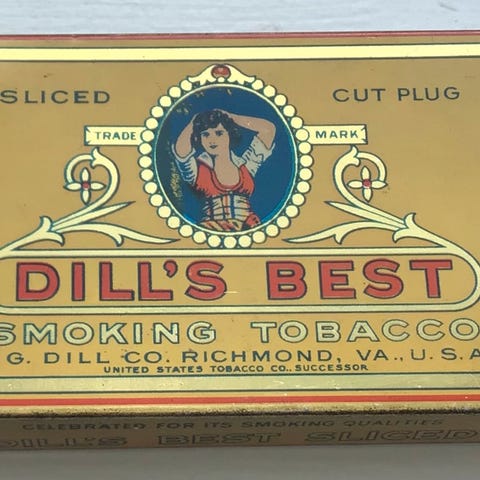 SLICED CUT PLUG
TRADE MARK
DILL'S BEST
SMOKING TOBACCO
G. DILL CO. RICHMOND, VA., U.S.A
UNITED STATES TOBACCO CO., SUCCESSOR
CELEBRATED FOR ITS SMOKING QUALITIES
DILL'S BEST SLICED